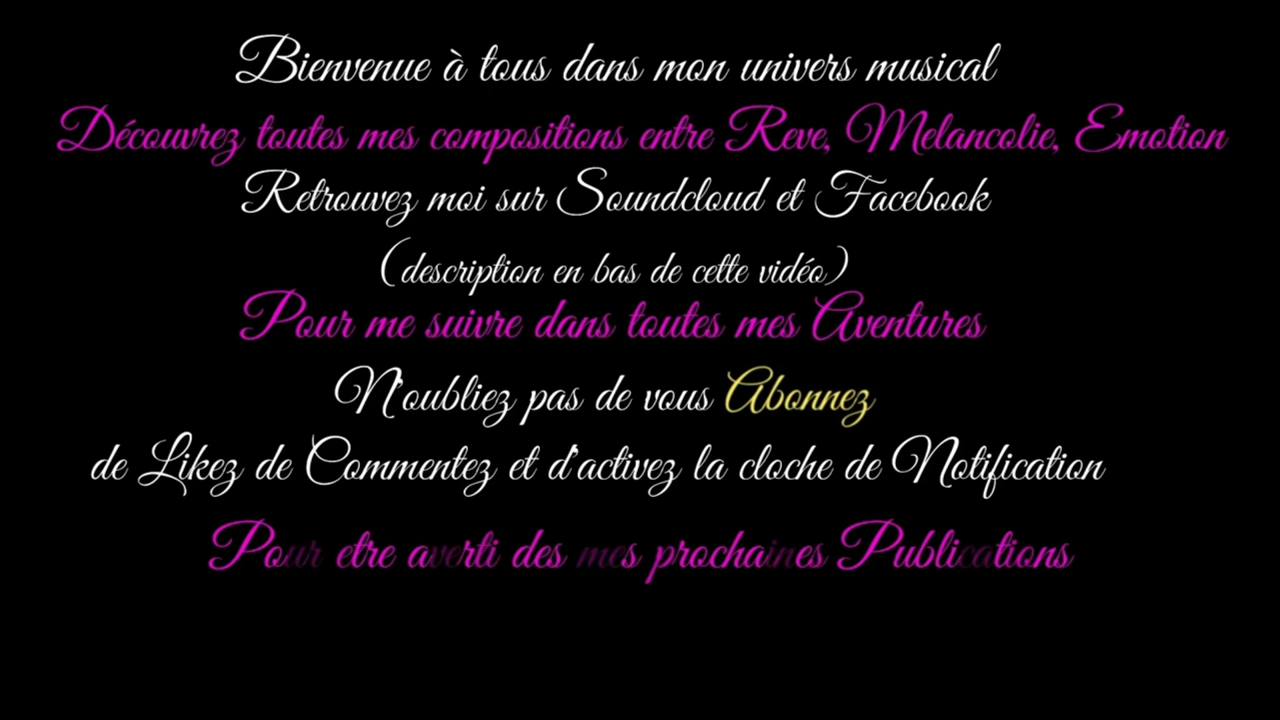 Bienvenue à tous dans mon univers musical
Découvrez toutes mes compositions entre Reve, Melancolie, Emotion
Retrouvez moi sur Soundcloud et Facebook
(description en bas de cette vidéo)
Pour me suivre dans toutes mes Aventures
N'oubliez pas de vous Abonnez
de Likez de Commentez et d'activez la cloche de Notification
Pour etre averti des mes prochaines Publications